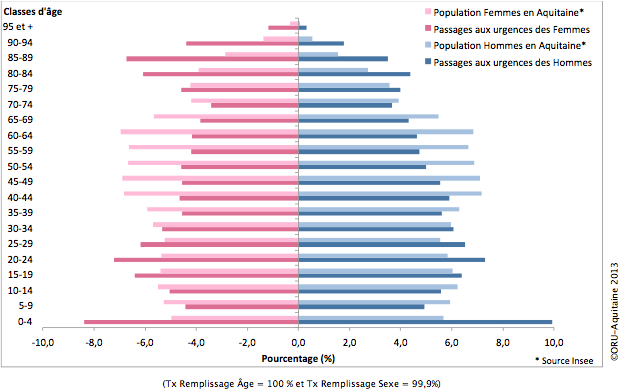 Classes d'âge
95 et +
90-94
85-89
80-84
75-79
70-74
65-69
60-64
55-59
50-54
45-49
40-44
35-39
30-34
25-29
20-24
15-19
10-14
5-9
0-4
Population Femmes en Aquitaine*
Passages aux urgences des Femmes
Population Hommes en Aquitaine*
Passages aux urgences des Hommes
-10,0 -8,0 -6,0 -4,0 -2,0 0,0 2,0 4,0 6,0 8,0 10,0
Pourcentage (%)
* Source Insee
©ORU-Aquitaine 2013
(Tx Remplissage Âge = 100 % et Tx Remplissage Sexe = 99,9%)